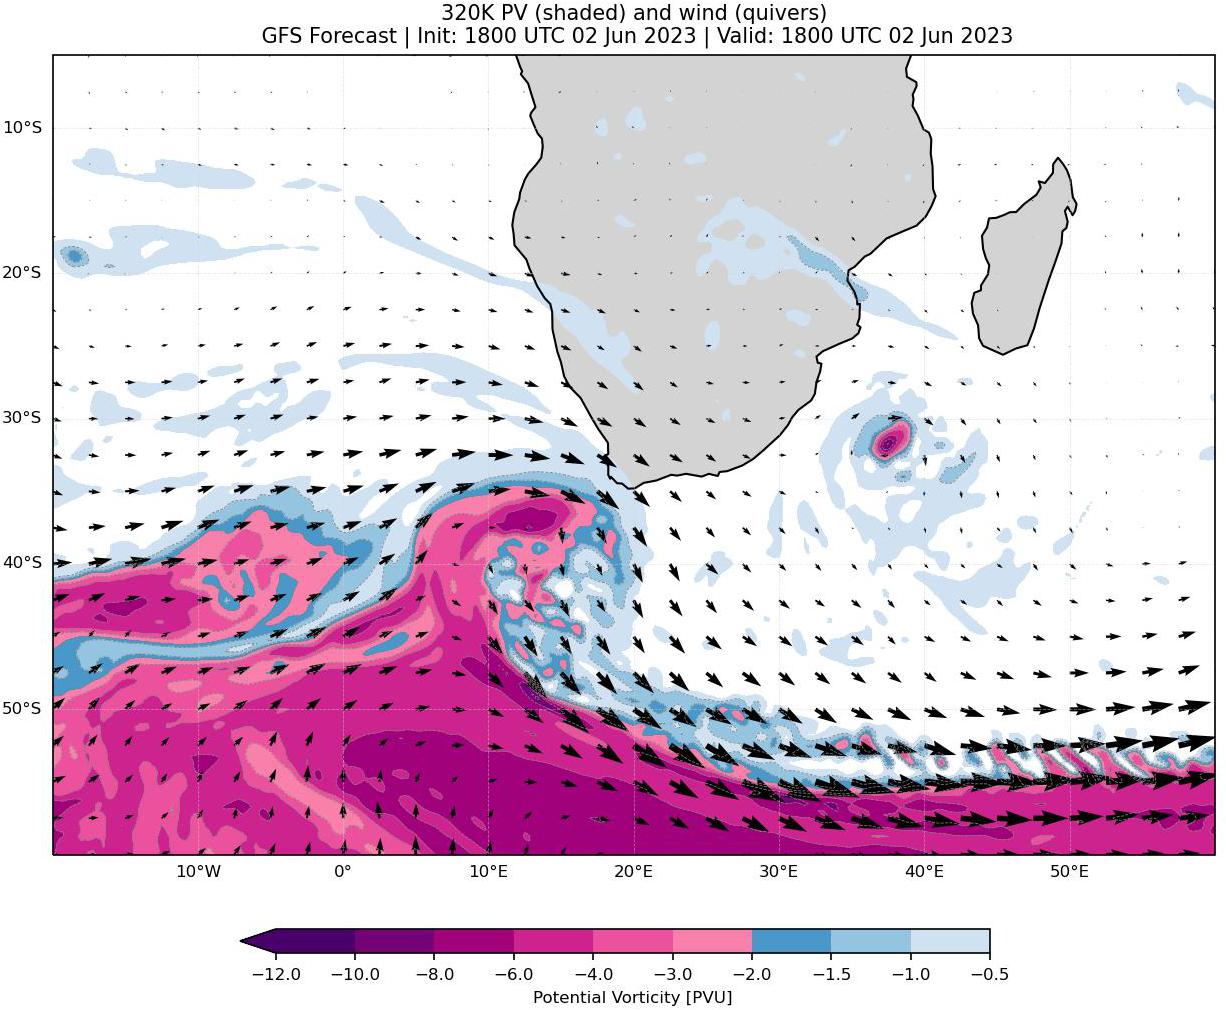 320K PV (shaded) and wind (quivers)
GFS Forecast | Init: 1800 UTC 02 Jun 2023 | Valid: 1800 UTC 02 Jun 2023
10°S
20°S
30°S
40°S
50°S
10°W 0° 10°E 20°E 30°E 40°E 50°E
−12.0 −10.0 −8.0 −6.0 −4.0 −3.0 −2.0 −1.5 −1.0 −0.5
Potential Vorticity [PVU]